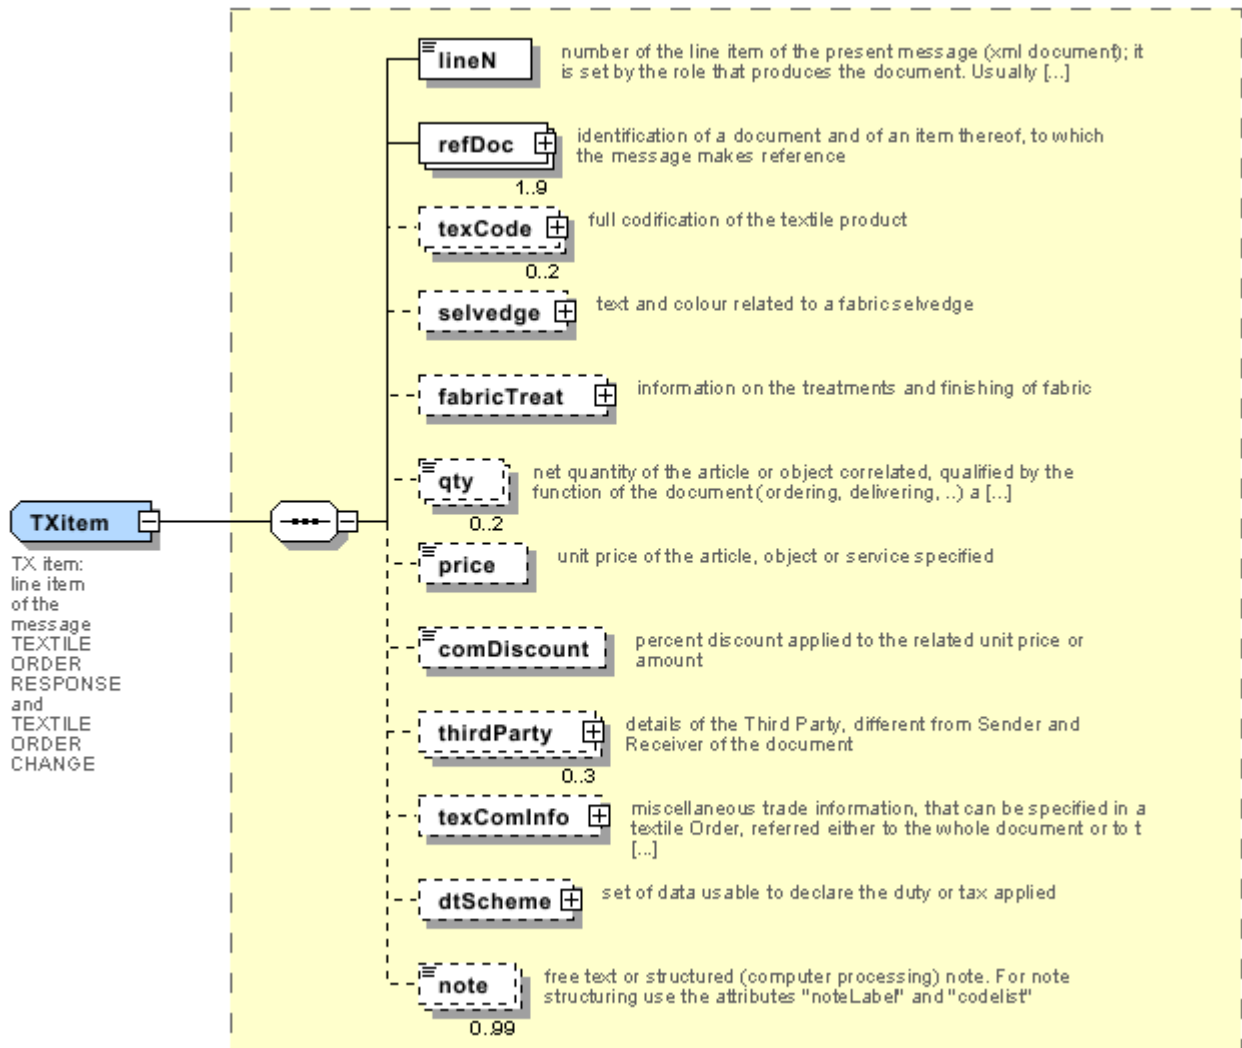 lineN
number of the line item of the present message (xml document); it
is set by the role that produces the document. Usually [...]
refDoc
identification of a document and of an item thereof, to which
the message makes reference
1..9
texCode
full codification of the textile product
0..2
selvedge
text and colour related to a fabric selvedge
fabricTreat
information on the treatments and finishing of fabric
qty
net quantity of the article or object correlated, qualified by the
function of the document (ordering, delivering, ..) a [...]
0..2
TXitem
TX item:
line item
of the
message
TEXTILE
ORDER
RESPONSE
and
TEXTILE
ORDER
CHANGE
price
unit price of the article, object or service specified
comDiscount
percent discount applied to the related unit price or
amount
thirdParty
details of the Third Party, different from Sender and
Receiver of the document
0..3
texComInfo
miscellaneous trade information, that can be specified in a
textile Order, referred either to the whole document or to t
[...]
dtScheme
set of data usable to declare the duty or tax applied
note
free text or structured (computer processing) note. For note
structuring use the attributes "noteLabel" and "codelist"
0..99